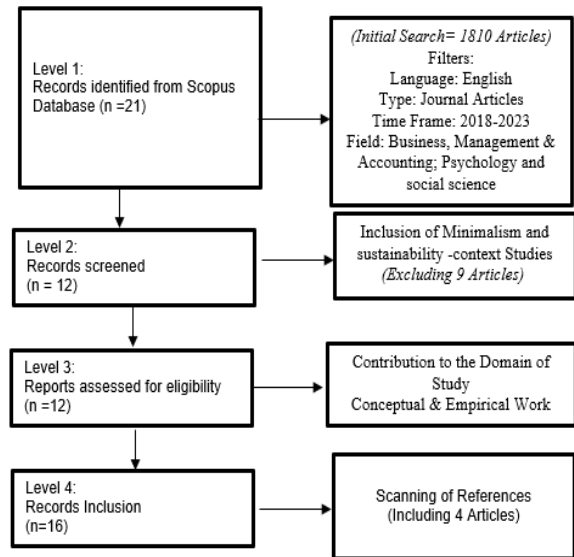 Level 1:
Records identified from Scopus
Database (n =21)
(Initial Search= 1810 Articles)
Filters:
Language: English
Type: Journal Articles
Time Frame: 2018-2023
Field: Business, Management &
Accounting; Psychology and
social science
Level 2:
Records screened
(n = 12)
Inclusion of Minimalism and
sustainability -context Studies
(Excluding 9 Articles)
Level 3:
Reports assessed for eligibility
(n =12)
Contribution to the Domain of
Study
Conceptual & Empirical Work
Level 4:
Records Inclusion
(n=16)
Scanning of References
(Including 4 Articles)